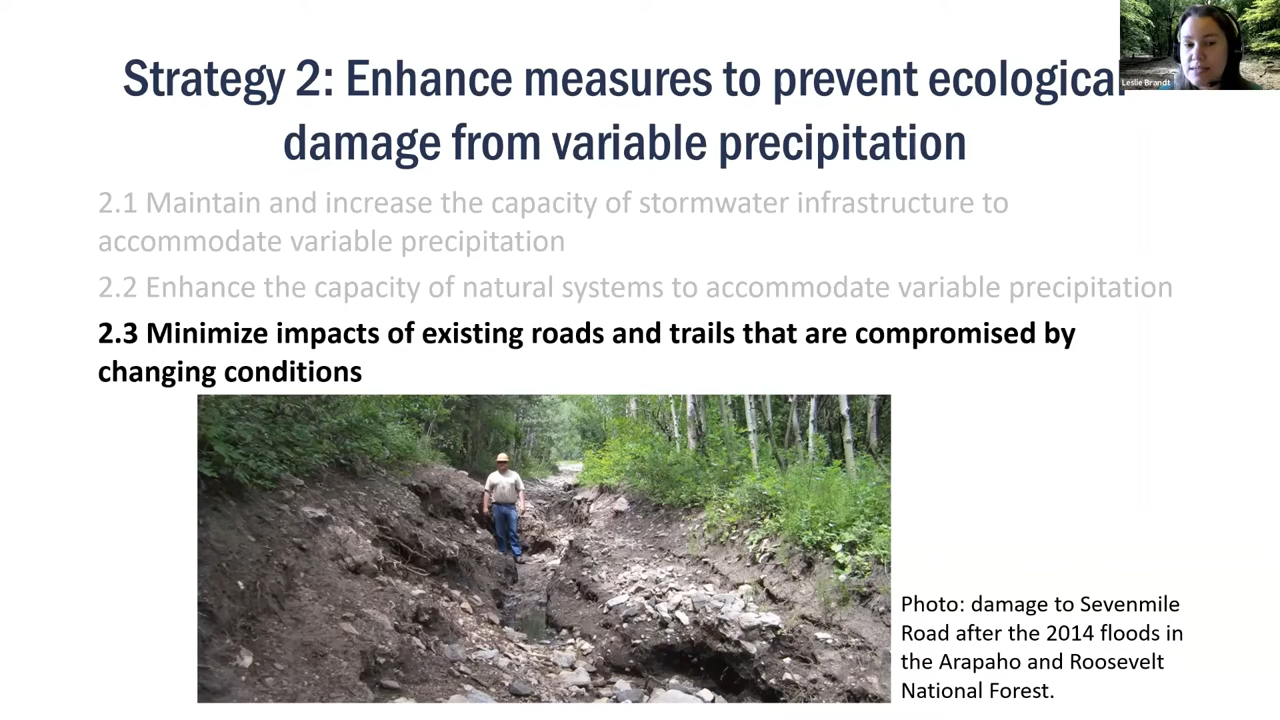 Leslie Brandt
Strategy 2: Enhance measures to prevent ecological
damage from variable precipitation
2.1 Maintain and increase the capacity of stormwater infrastructure to
accommodate variable precipitation
2.2 Enhance the capacity of natural systems to accommodate variable precipitation
2.3 Minimize impacts of existing roads and trails that are compromised by
changing conditions
Photo: damage to Sevenmile
Road after the 2014 floods in
the Arapaho and Roosevelt
National Forest.